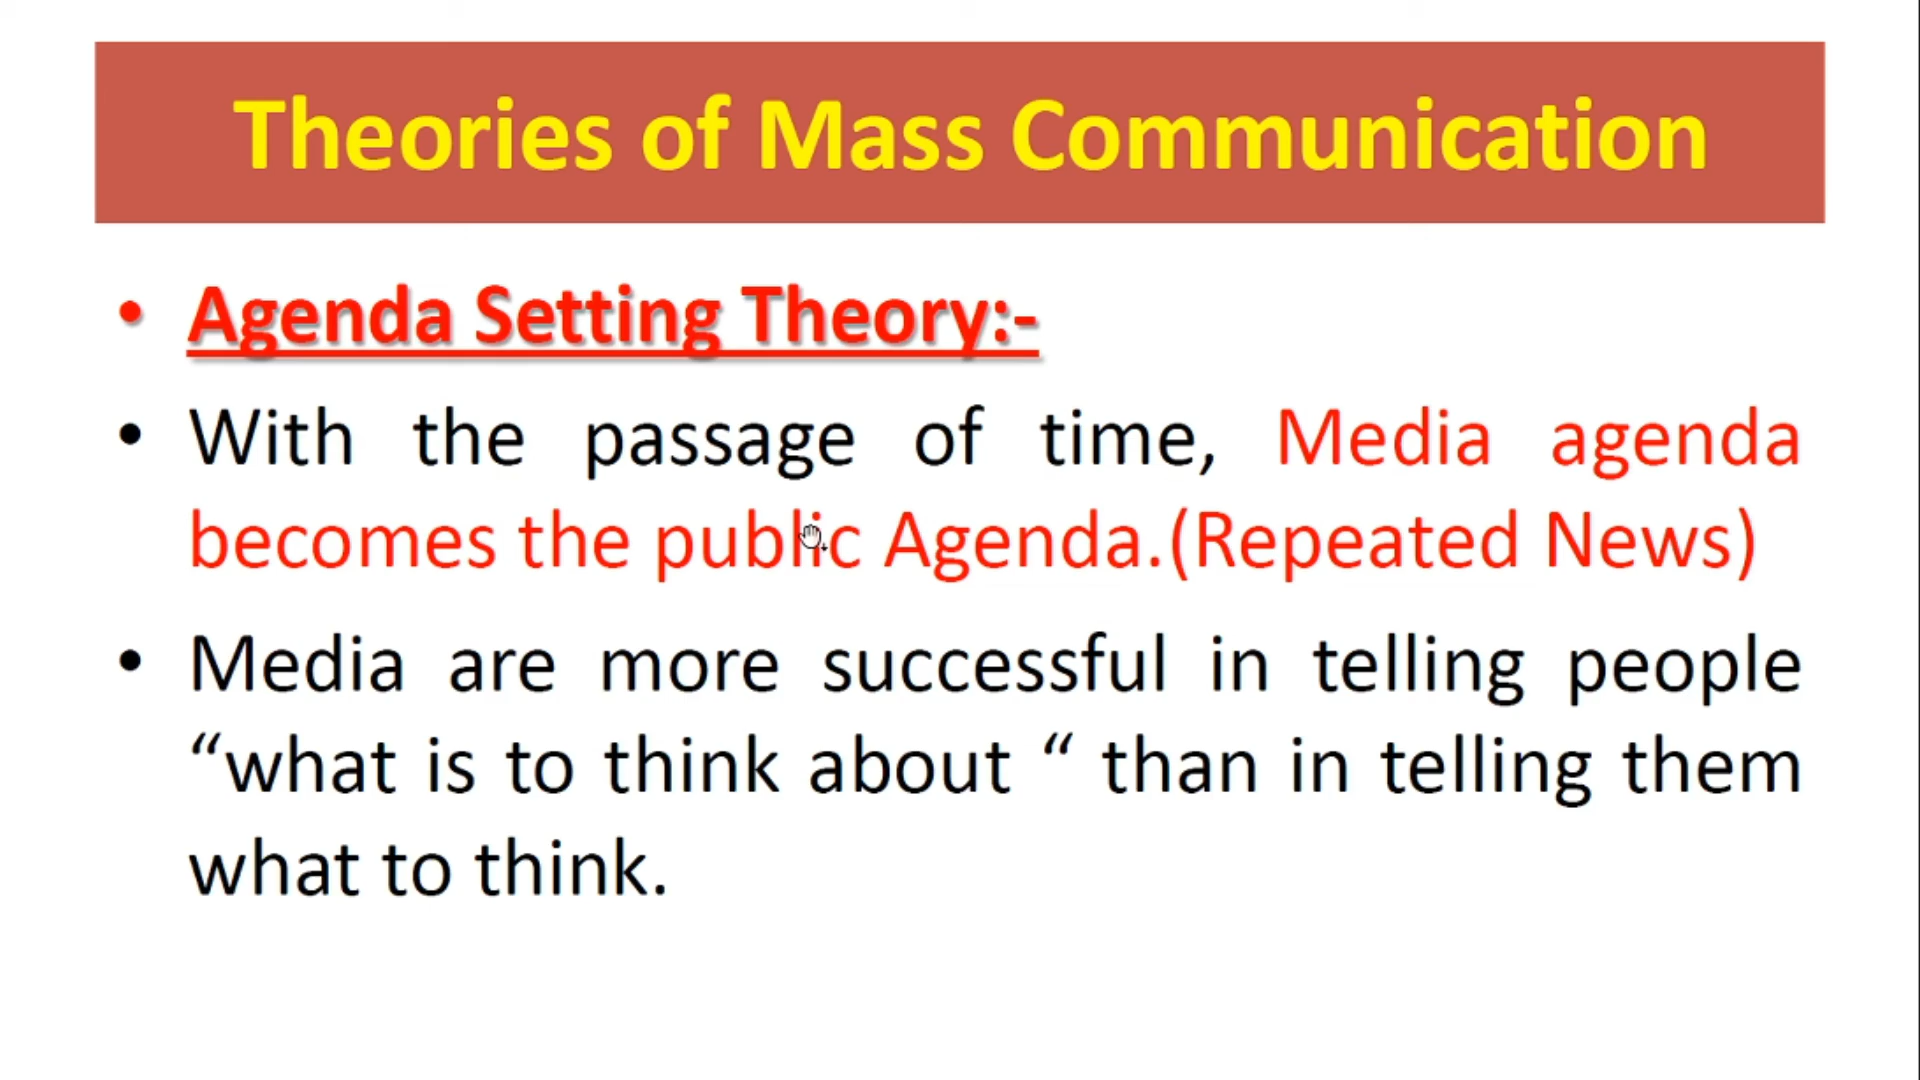 Theories of Mass Communication
• Agenda Setting Theory:-
• With the passage of time, Media agenda
becomes the public Agenda.(Repeated News)
• Media are more successful in telling people
“what is to think about “ than in telling them
what to think.